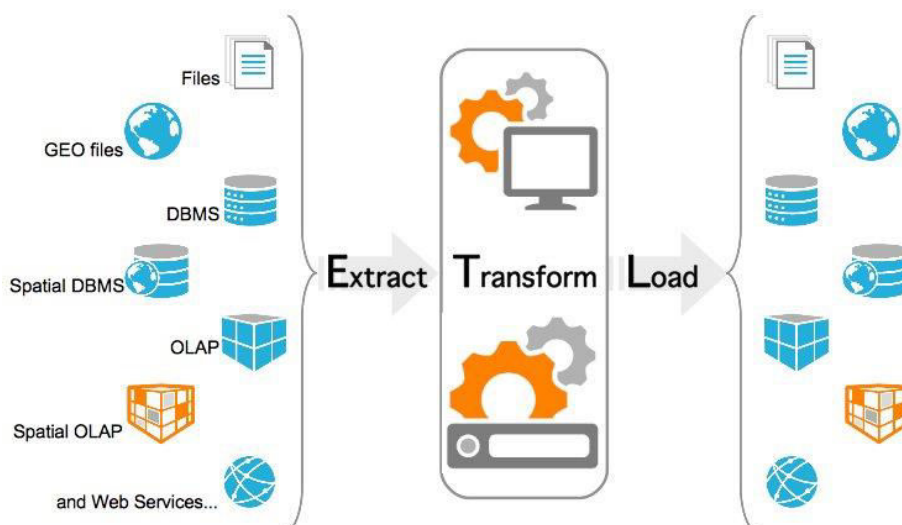 Files
GEO files
DBMS
Spatial DBMS
OLAP
Spatial OLAP
and Web Services...
Extract
Transform
Load